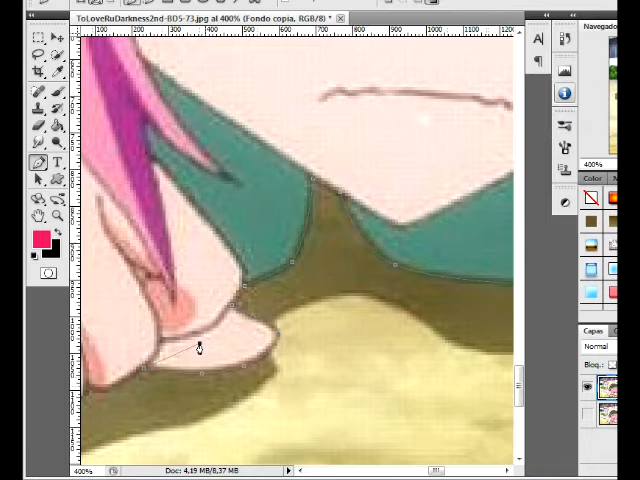 ToLoveRuDarkness2nd-BD5-73.jpg al 400% (Fondo copia, RGB/8) *
Navegado
200 300 400 500 600 700 800 900 1000 1100 1200
400%
Color
Capas
Normal
Bloq.:
400% Doc: 4,19 MB/8,37 MB